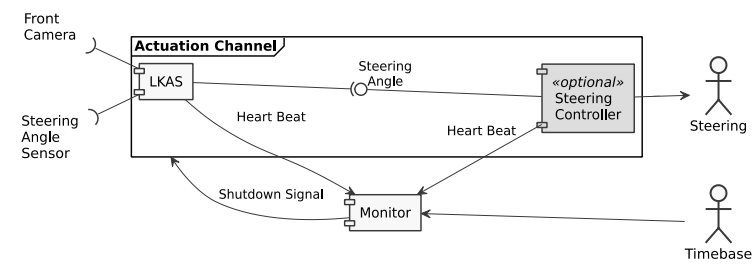 Front
Camera
Actuation Channel
LKAS
Steering
Angle
«optional»
Steering
Controller
Steering
Steering
Angle
Sensor
Heart Beat
Heart Beat
Shutdown Signal
Monitor
Timebase